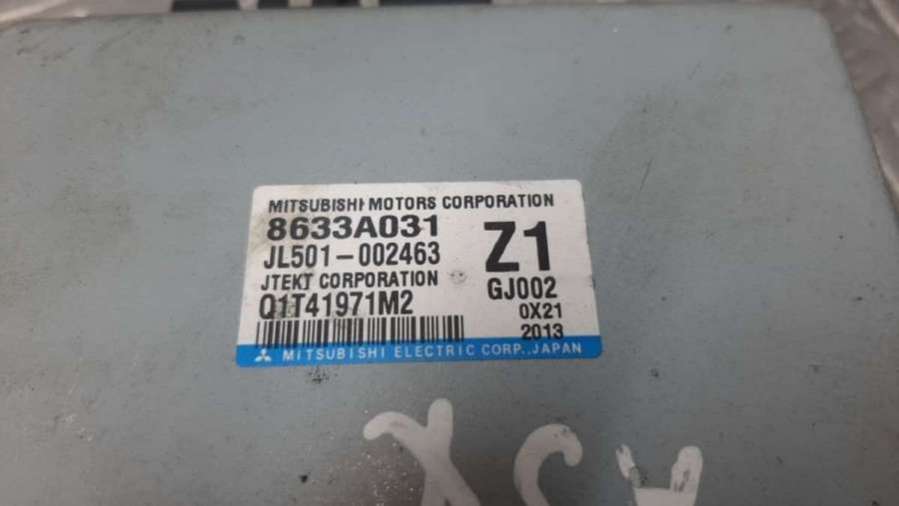 MITSUBISHI MOTORS CORPORATION
8633A031
JL501-002463
Z1
JTEKT CORPORATION
GJ002
Q1T41971M2
0X21
2013
MITSUBISHI ELECTRIC CORP., JAPAN